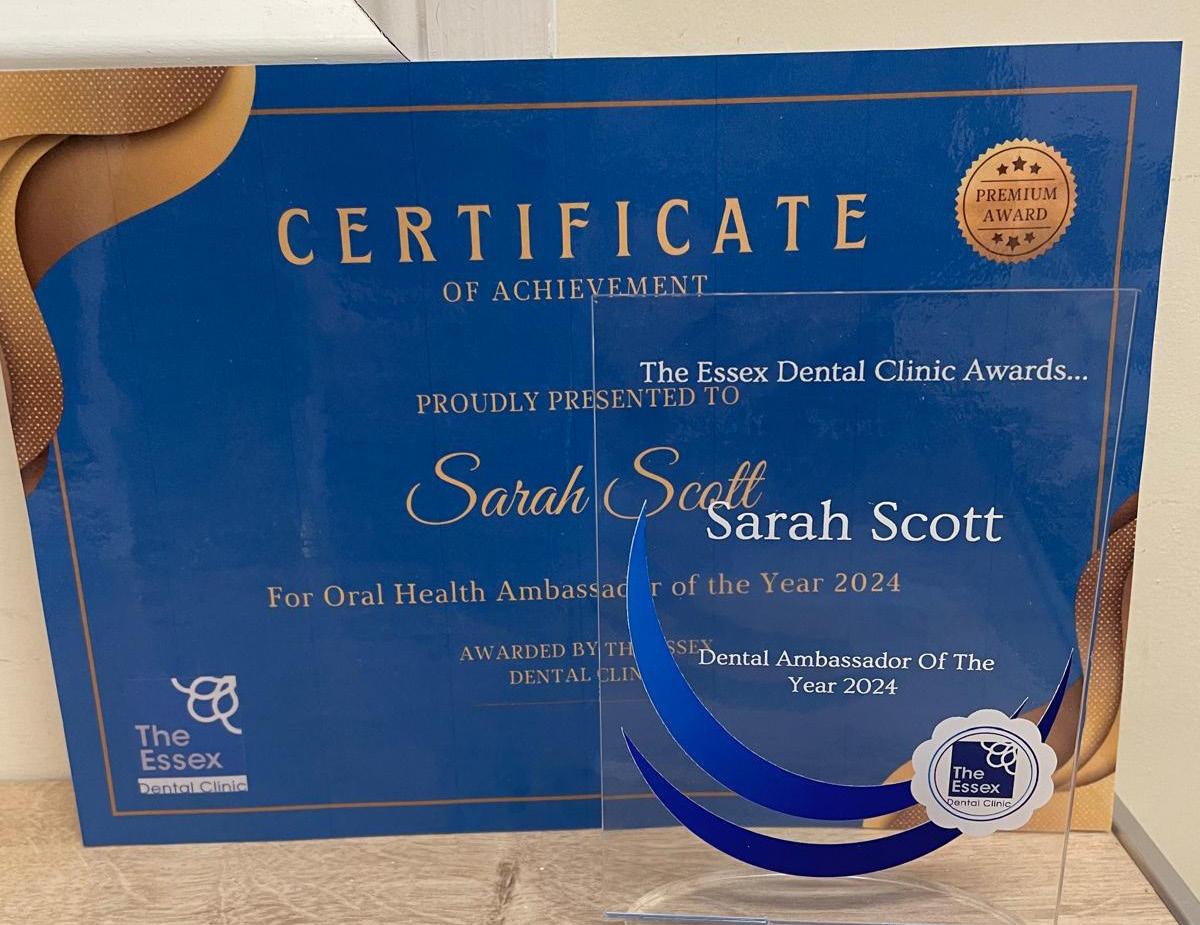 CERTIFICATE
OF ACHIEVEMENT
PREMIUM
AWARD
PROUDLY PRESENTED TO
Sarah Scott
For Oral Health Ambassador of the Year 2024
AWARDED BY THE ESSEX
DENTAL CLINIC
The
Essex
Dental Clinic
The Essex Dental Clinic Awards...
Sarah Scott
Dental Ambassador Of The
Year 2024
The
Essex
Dental Clinic